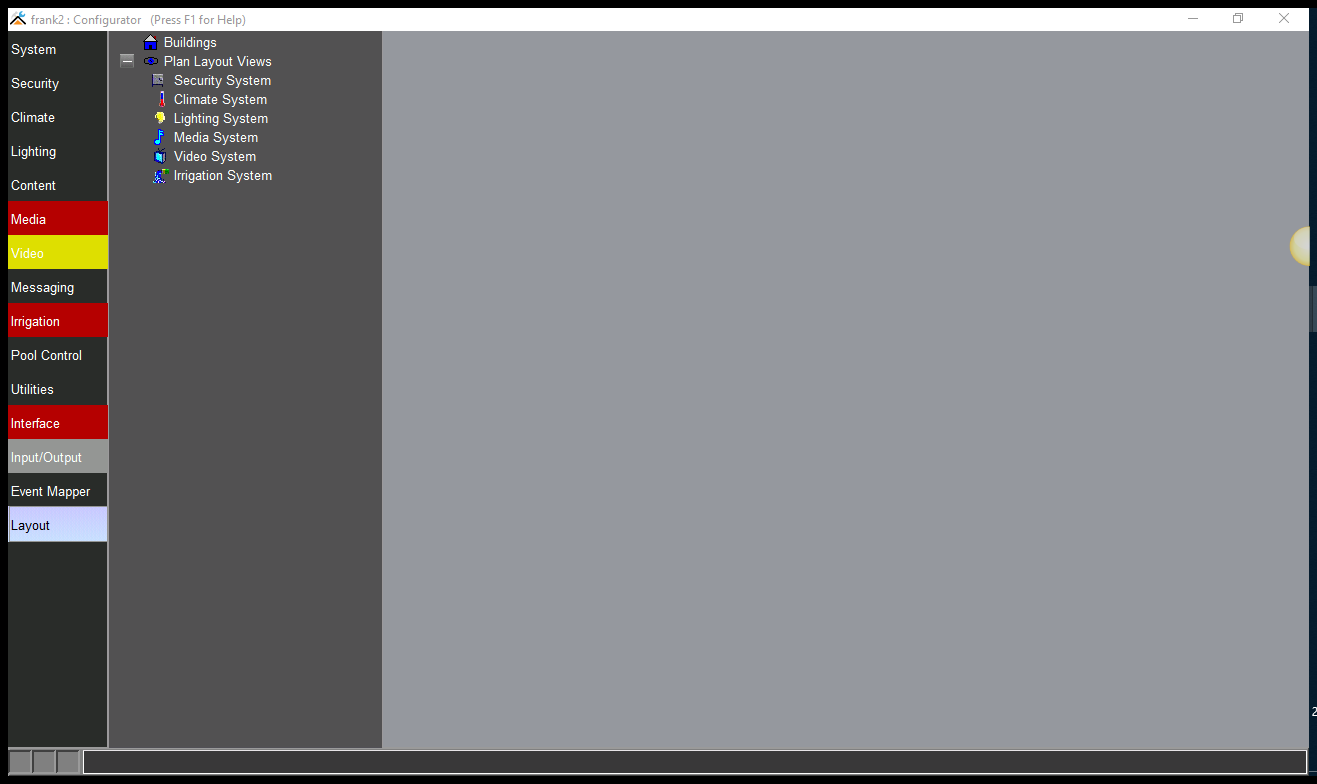 frank2 : Configurator (Press F1 for Help)
System
Security
Climate
Lighting
Content
Media
Video
Messaging
Irrigation
Pool Control
Utilities
Interface
Input/Output
Event Mapper
Layout
Buildings
Plan Layout Views
Security System
Climate System
Lighting System
Media System
Video System
Irrigation System
2